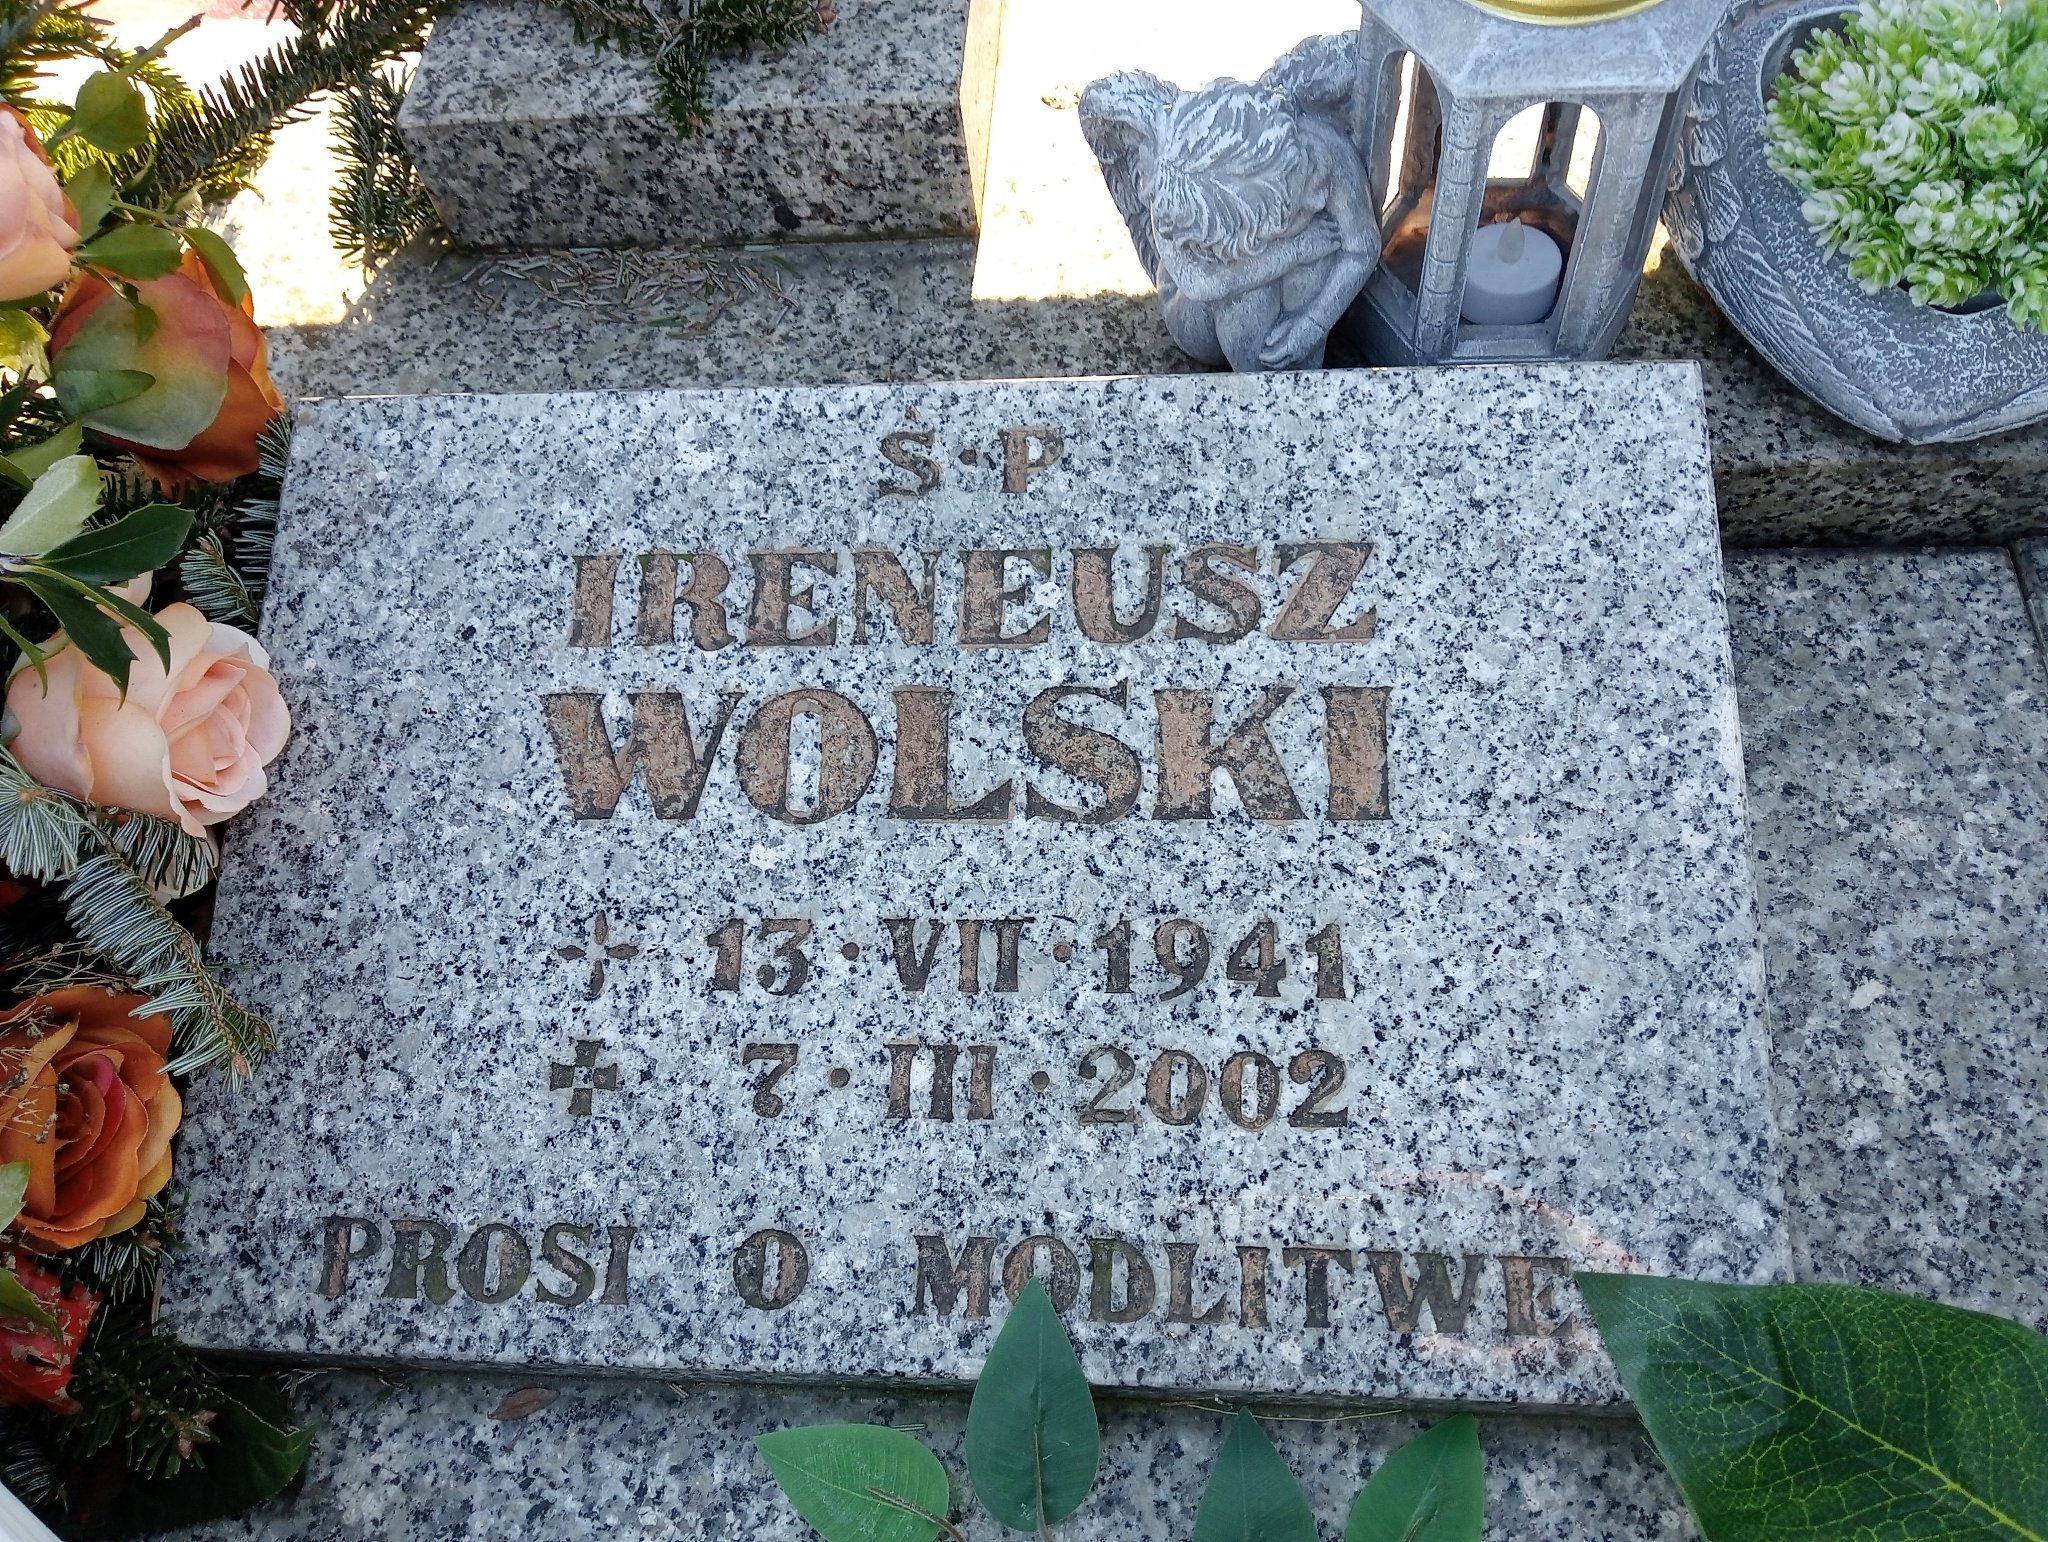 Ś·P
IRENEUSZ
WOLSKI
13·VII·1941
7·III·2002
PROSI O MODLITWE